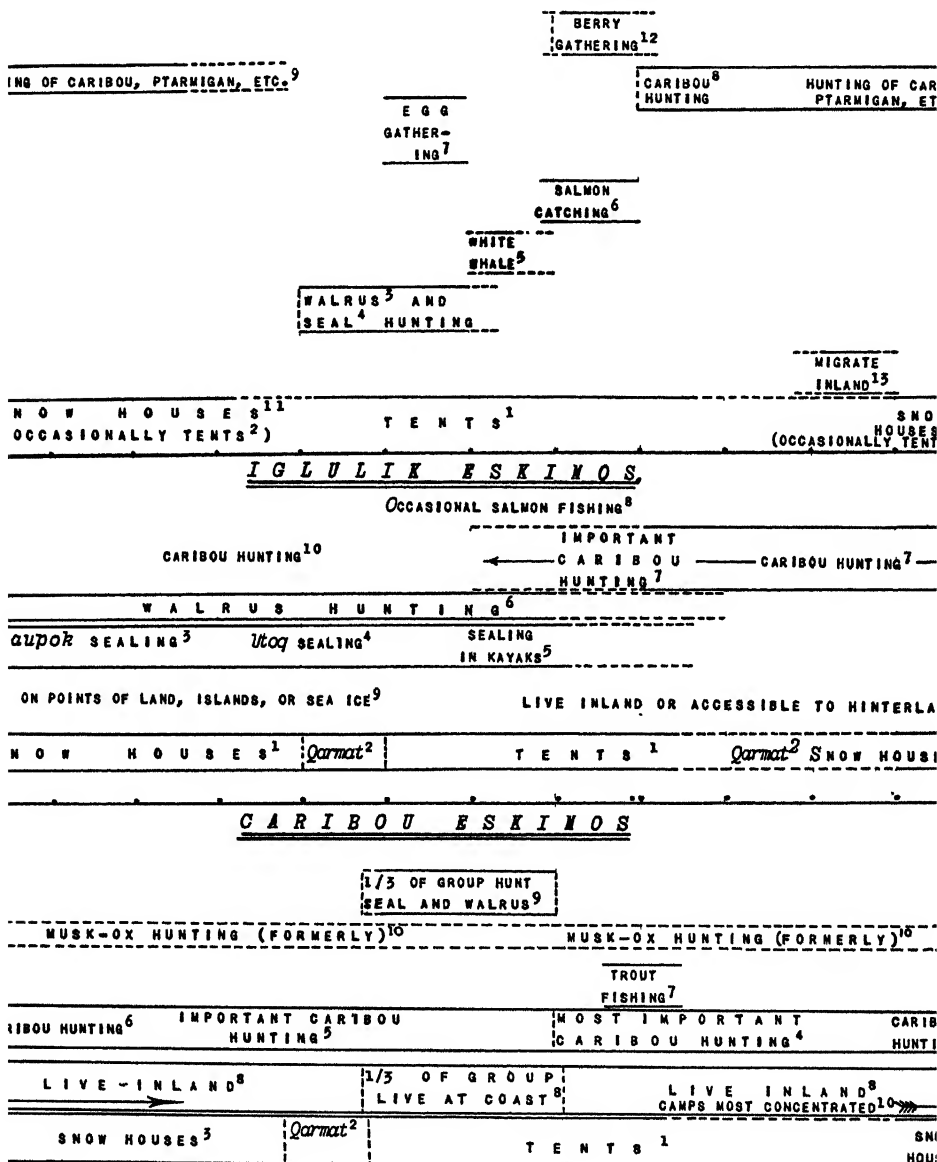 BERRY
GATHERING12
ING OF CARIBOU, PTARMIGAN, ETC.9
CARIBOU8 HUNTING OF CAR
HUNTING PTARMIGAN, ET
EGG
GATHER-
ING7
SALMON
CATCHING6
WHITE
WHALE5
WALRUS3 AND
SEAL4 HUNTING
MIGRATE
INLAND13
NOW HOUSES11
OCCASIONALLY TENTS2)
TENTS1
SNO
HOUSES
(OCCASIONALLY TENT
IGLULIK ESKIMOS
OCCASIONAL SALMON FISHING8
CARIBOU HUNTING10
IMPORTANT
CARIBOU
HUNTING7
CARIBOU HUNTING7
WALRUS HUNTING6
aupok SEALING3 Utoq SEALING4
SEALING
IN KAYAKS5
ON POINTS OF LAND, ISLANDS, OR SEA ICE9 LIVE INLAND OR ACCESSIBLE TO HINTERLA
NOW HOUSES1 Qarmat2 TENTS1 Qarmat2 SNOW HOUSE
CARIBOU ESKIMOS
1/3 OF GROUP HUNT
SEAL AND WALRUS9
MUSK-OX HUNTING (FORMERLY)10 MUSK-OX HUNTING (FORMERLY)10
TROUT
FISHING7
RIBOU HUNTING6
IMPORTANT CARIBOU
HUNTING5
MOST IMPORTANT
CARIBOU HUNTING4
CARIB
HUNTI
LIVE-INLAND8
1/3 OF GROUP
LIVE AT COAST8
LIVE INLAND8
CAMPS MOST CONCENTRATED10
SNOW HOUSES3 Qarmat2 TENTS1
SNO
HOUS